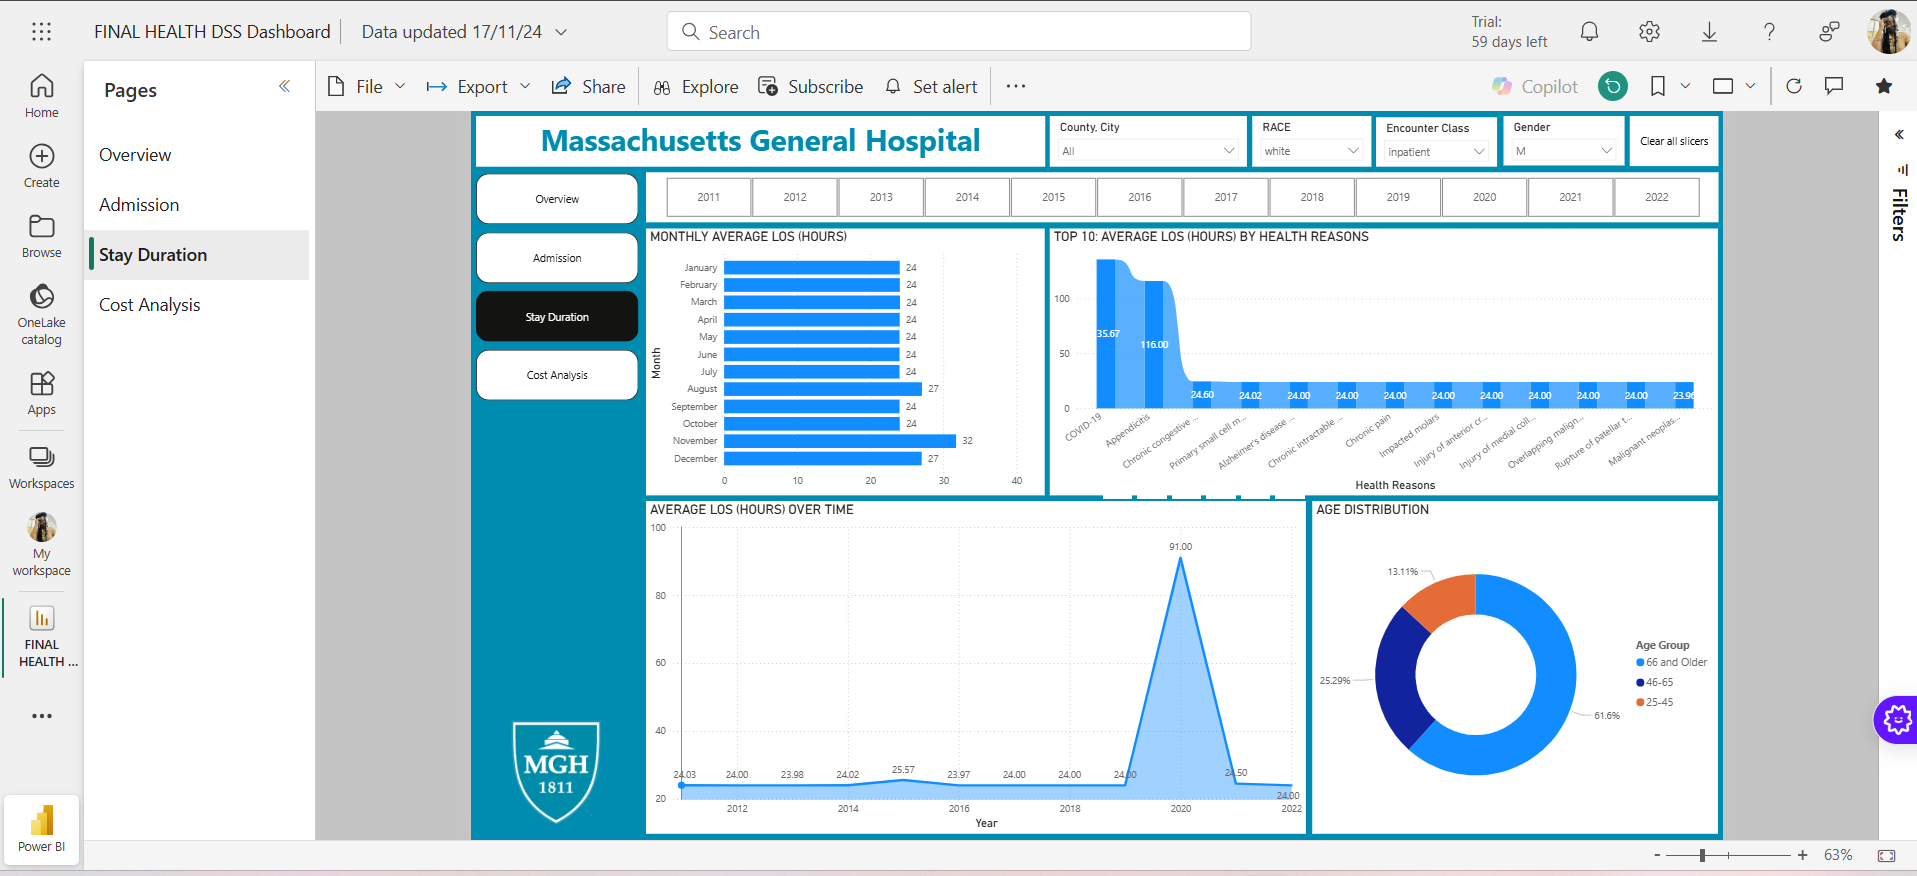 FINAL HEALTH DSS Dashboard
Data updated 17/11/24
Search
Trial:
59 days left
Home
Create
Browse
OneLake
catalog
Apps
Workspaces
My
workspace
FINAL
HEALTH ...
Power BI
Pages
Overview
Admission
Stay Duration
Cost Analysis
File
Export
Share
Explore
Subscribe
Set alert
Copilot
Massachusetts General Hospital
County, City
All
RACE
white
Encounter Class
inpatient
Gender
M
Clear all slicers
Overview
Admission
Stay Duration
Cost Analysis
2011
2012
2013
2014
2015
2016
2017
2018
2019
2020
2021
2022
MONTHLY AVERAGE LOS (HOURS)
Month
January 24
February 24
March 24
April 24
May 24
June 24
July 24
August 27
September 24
October 24
November 32
December 27
0 10 20 30 40
TOP 10: AVERAGE LOS (HOURS) BY HEALTH REASONS
100
50
0
35.67
116.00
24.60
24.02
24.00
24.00
24.00
24.00
24.00
24.00
24.00
24.00
23.96
COVID-19
Appendicitis
Chronic congestive ...
Primary small cell m...
Alzheimer's disease ...
Chronic intractable ...
Chronic pain
Impacted molars
Injury of anterior cr...
Injury of medial coll...
Overlapping malign...
Rupture of patellar t...
Malignant neoplas...
Health Reasons
AVERAGE LOS (HOURS) OVER TIME
100
80
60
40
20
24.03
24.00
23.98
24.02
25.57
23.97
24.00
24.00
24.00
91.00
24.50
24.00
2012 2014 2016 2018 2020 2022
Year
AGE DISTRIBUTION
13.11%
25.29%
61.6%
Age Group
66 and Older
46-65
25-45
MGH
1811
Filters
- + 63%